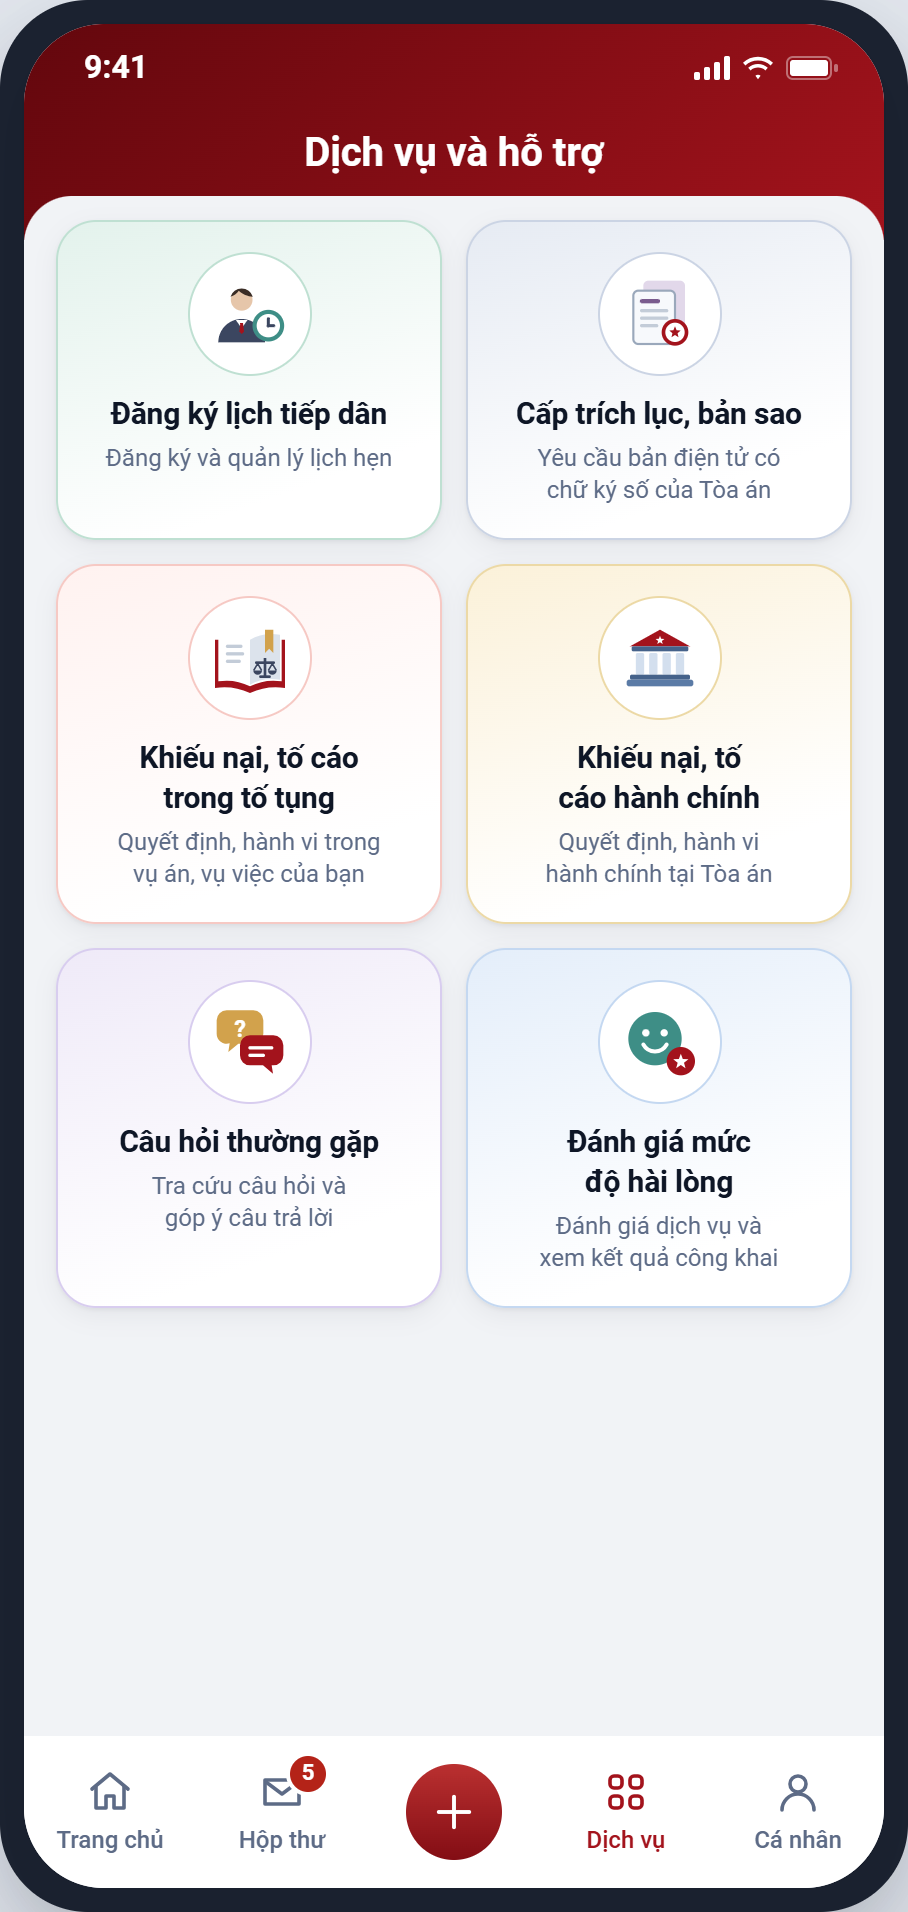 9:41
Dịch vụ và hỗ trợ
Đăng ký lịch tiếp dân
Đăng ký và quản lý lịch hẹn
Cấp trích lục, bản sao
Yêu cầu bản điện tử có
chữ ký số của Tòa án
Khiếu nại, tố cáo
trong tố tụng
Quyết định, hành vi trong
vụ án, vụ việc của bạn
Khiếu nại, tố
cáo hành chính
Quyết định, hành vi
hành chính tại Tòa án
?
Câu hỏi thường gặp
Tra cứu câu hỏi và
góp ý câu trả lời
Đánh giá mức
độ hài lòng
Đánh giá dịch vụ và
xem kết quả công khai
Trang chủ
5
Hộp thư
Dịch vụ
Cá nhân